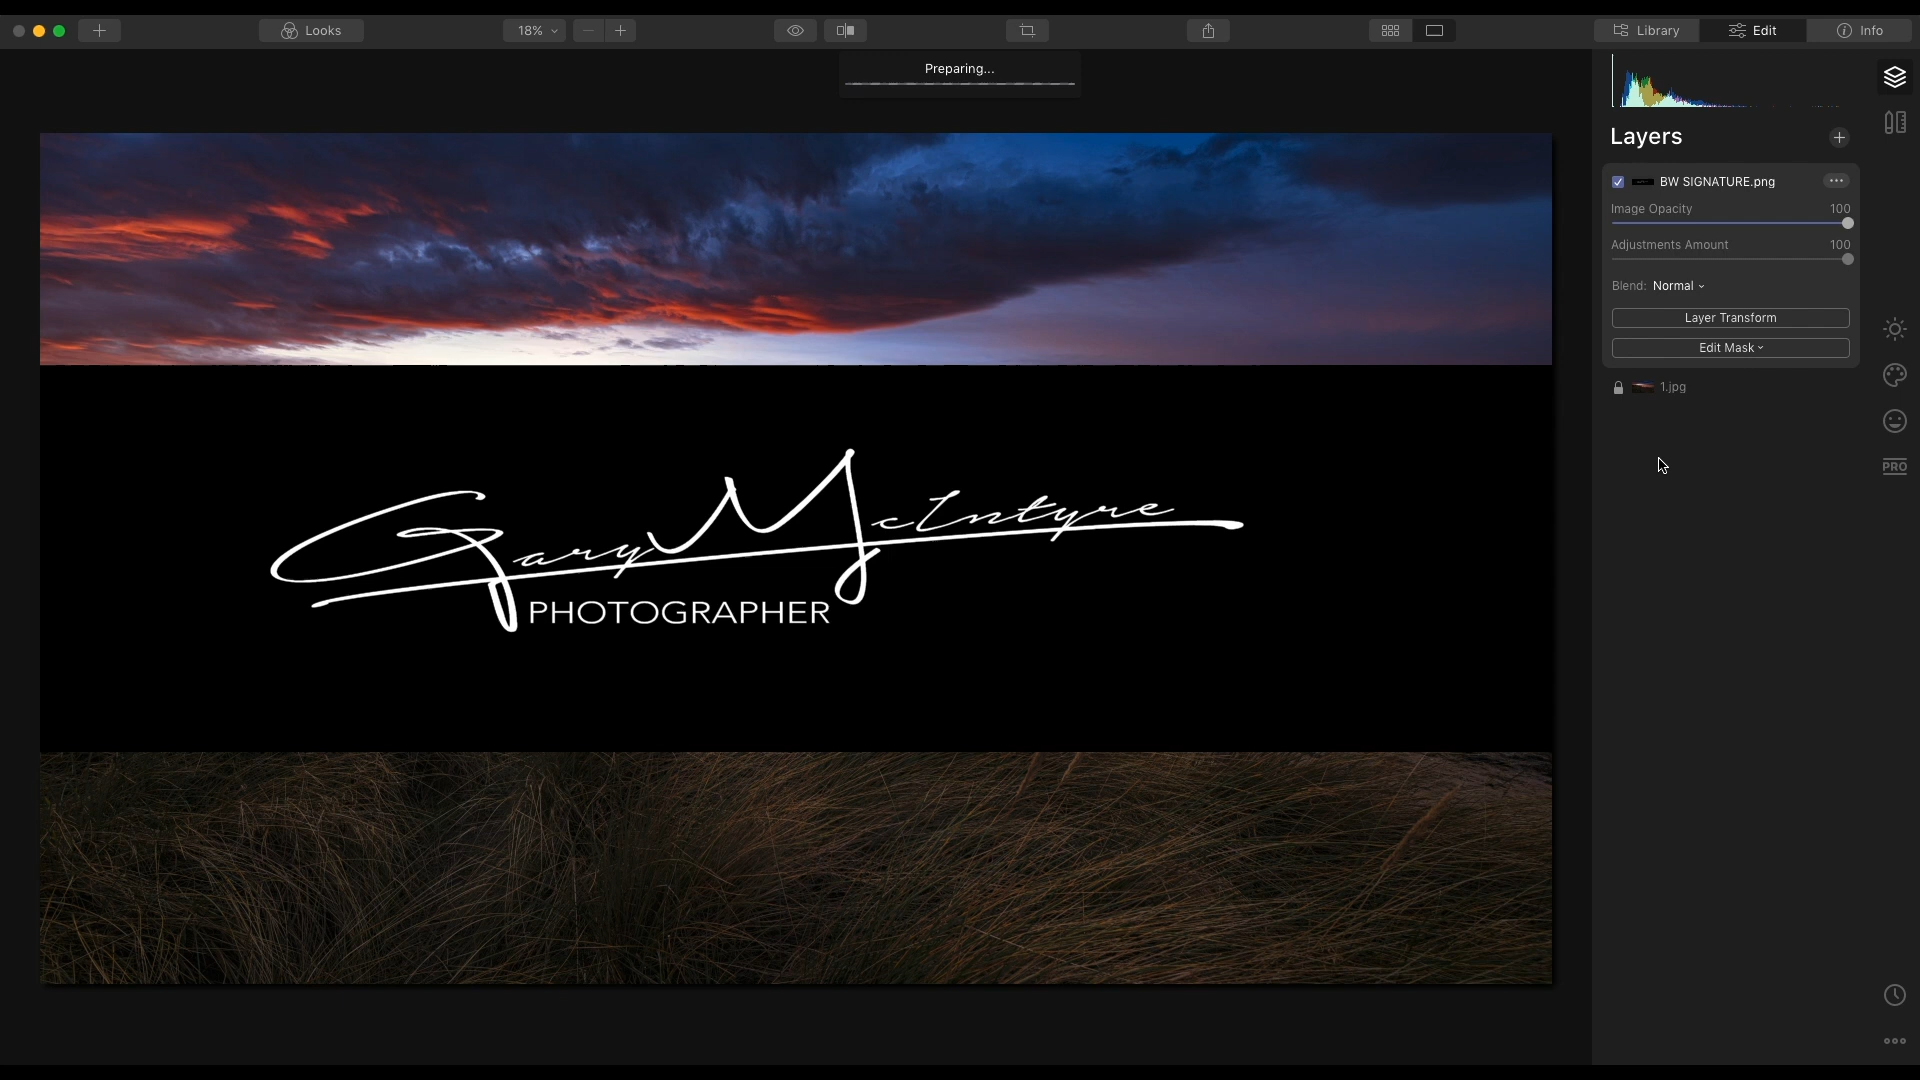 Looks
18%
Library
Edit
Info
Preparing...
Layers
BW SIGNATURE.png
Image Opacity 100
Adjustments Amount 100
Blend: Normal
Layer Transform
Edit Mask
1.jpg
PRO
Gary McIntyre
PHOTOGRAPHER